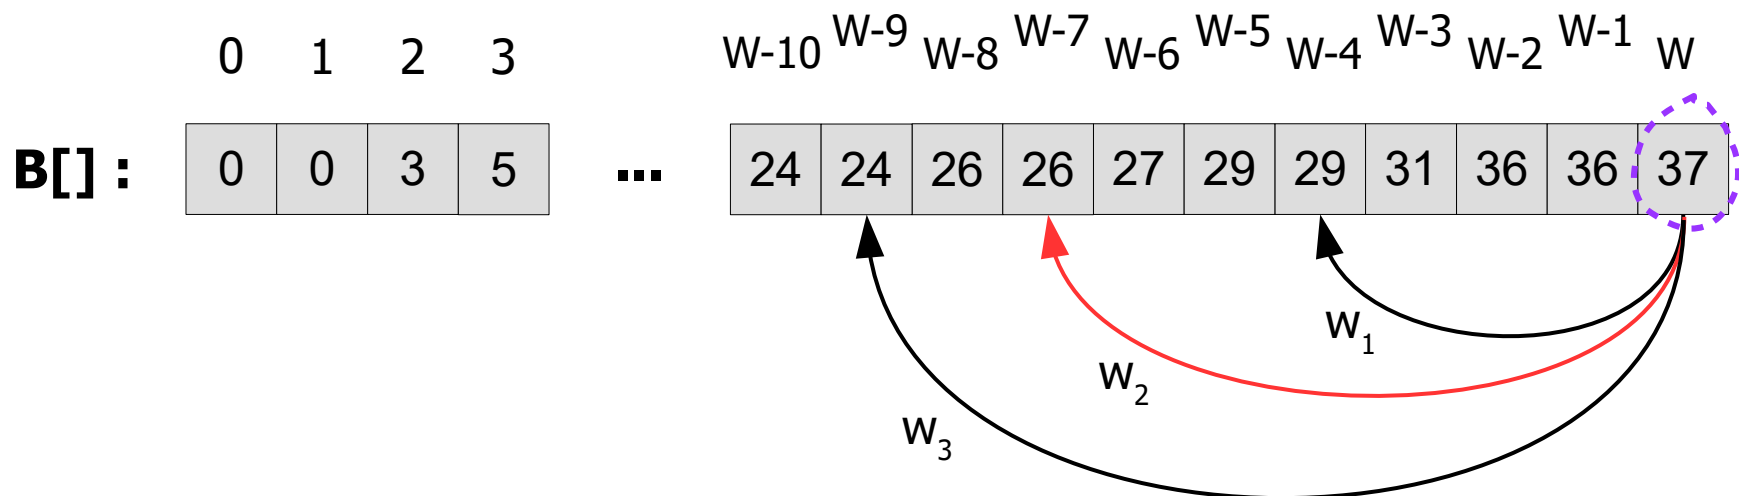 0 1 2 3 W-10 W-9 W-8 W-7 W-6 W-5 W-4 W-3 W-2 W-1 W
B[] : 0 0 3 5 ... 24 24 26 26 27 29 29 31 36 36 37
w1
w2
w3